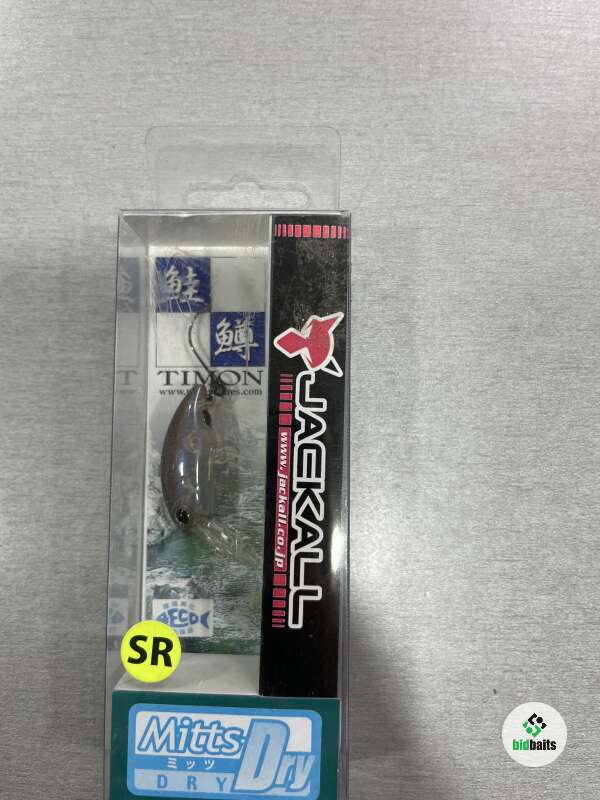 鮭
鱒
TIMON
JACKALL
www.jackall.co.jp
SR
Mitts Dry
ミッツ
DRY
bidbaits